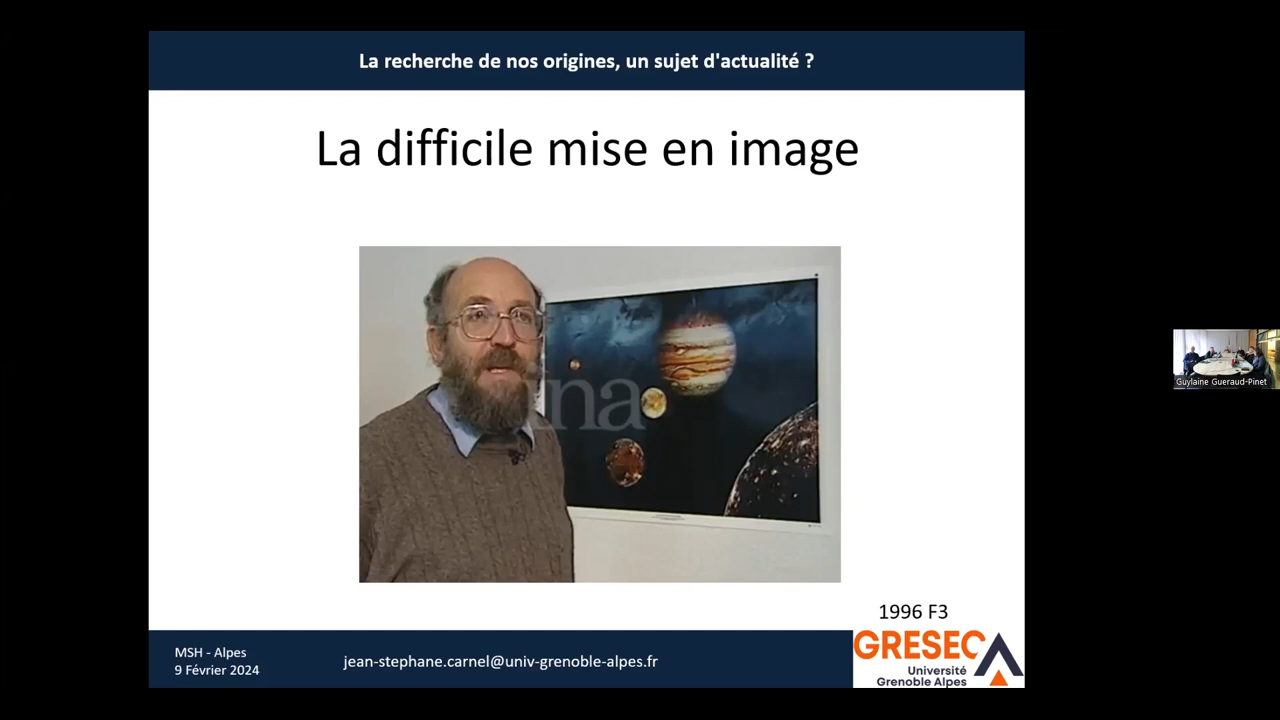 La recherche de nos origines, un sujet d'actualité ?
La difficile mise en image
ina
Guylaine Gueraud-Pinet
1996 F3
MSH - Alpes
9 Février 2024
jean-stephane.carnel@univ-grenoble-alpes.fr
GRESEC
Université
Grenoble Alpes